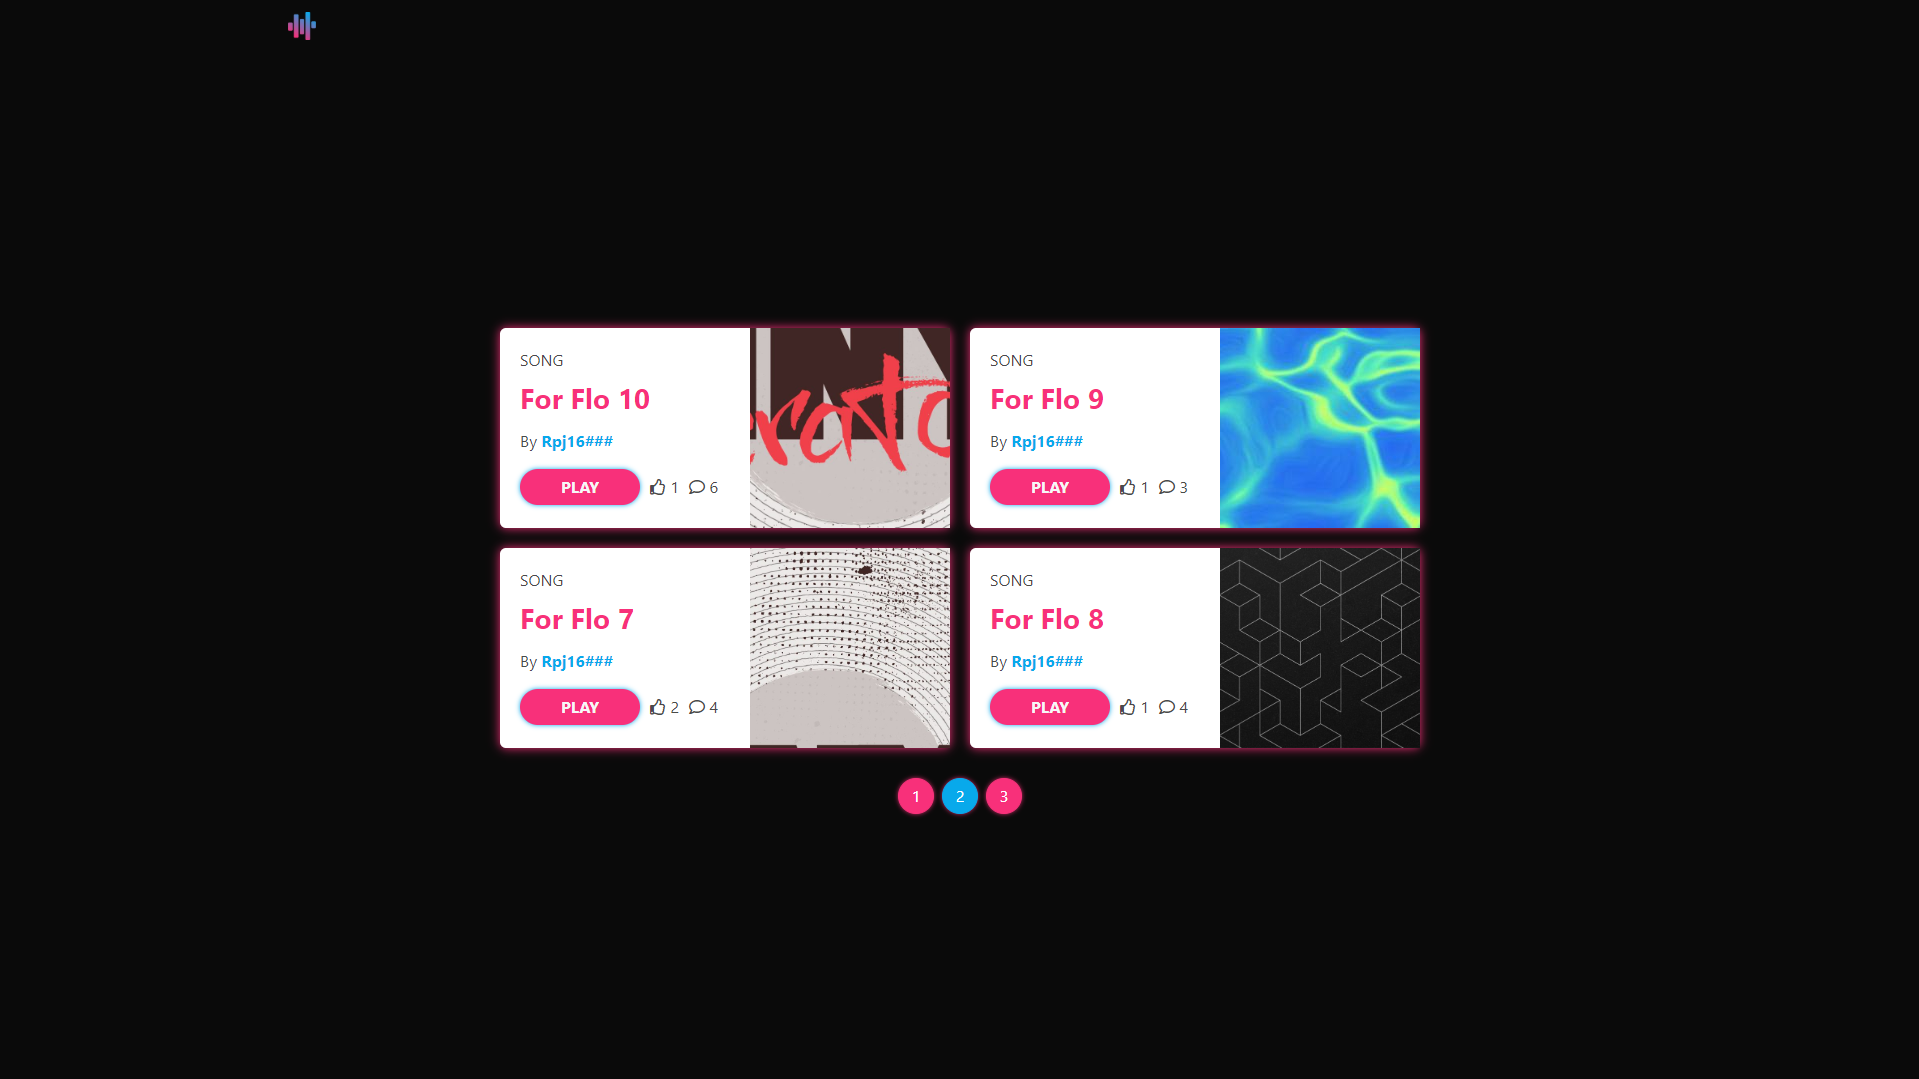 SONG
For Flo 10
By Rpj16###
PLAY 1 6
SONG
For Flo 9
By Rpj16###
PLAY 1 3
SONG
For Flo 7
By Rpj16###
PLAY 2 4
SONG
For Flo 8
By Rpj16###
PLAY 1 4
1 2 3